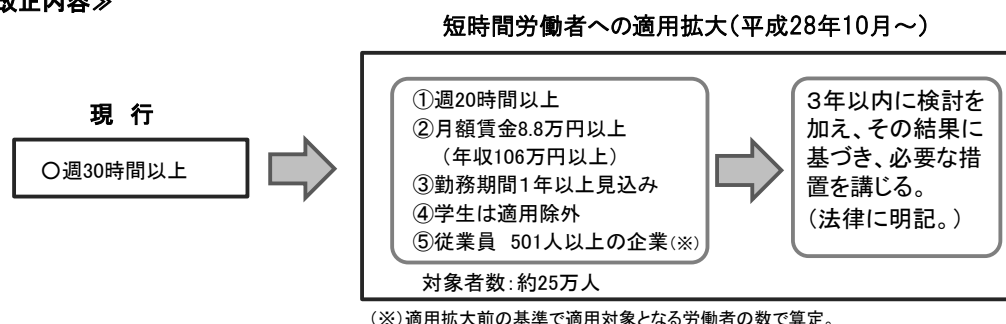 改正内容≫
短時間労働者への適用拡大(平成28年10月～)
現 行
○週30時間以上
①週20時間以上
②月額賃金8.8万円以上
(年収106万円以上)
③勤務期間1年以上見込み
④学生は適用除外
⑤従業員 501人以上の企業(※)
対象者数:約25万人
3年以内に検討を
加え、その結果に
基づき、必要な措
置を講じる。
(法律に明記。)
(※)適用拡大前の基準で適用対象となる労働者の数で算定。